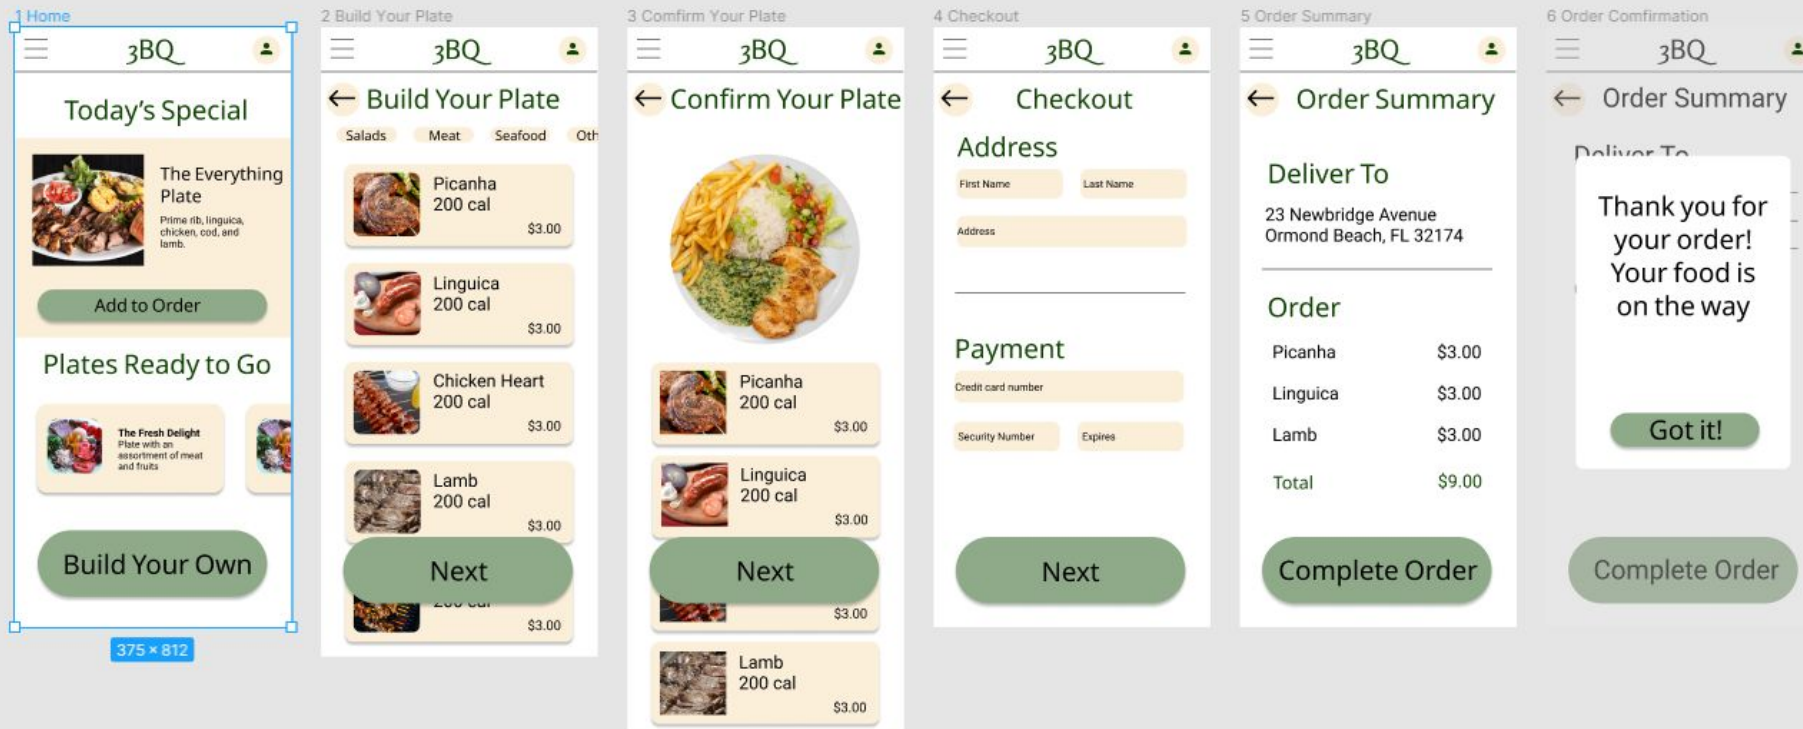 1 Home
3BQ
Today's Special
The Everything
Plate
Prime rib, linguica,
chicken, cod, and
lamb.
Add to Order
Plates Ready to Go
The Fresh Delight
Plate with an
assortment of meat
and fruits
Build Your Own
375 × 812
2 Build Your Plate
3BQ
Build Your Plate
Salads Meat Seafood Oth
Picanha
200 cal
$3.00
Linguica
200 cal
$3.00
Chicken Heart
200 cal
$3.00
Lamb
200 cal
$3.00
Next
200 cal
$3.00
3 Comfirm Your Plate
3BQ
Confirm Your Plate
Picanha
200 cal
$3.00
Linguica
200 cal
$3.00
Next
$3.00
Lamb
200 cal
$3.00
4 Checkout
3BQ
Checkout
Address
First Name Last Name
Address
Payment
Credit card number
Security Number Expires
Next
5 Order Summary
3BQ
Order Summary
Deliver To
23 Newbridge Avenue
Ormond Beach, FL 32174
Order
Picanha $3.00
Linguica $3.00
Lamb $3.00
Total $9.00
Complete Order
6 Order Comfirmation
3BQ
Order Summary
Deliver To
Thank you for
your order!
Your food is
on the way
Got it!
Complete Order